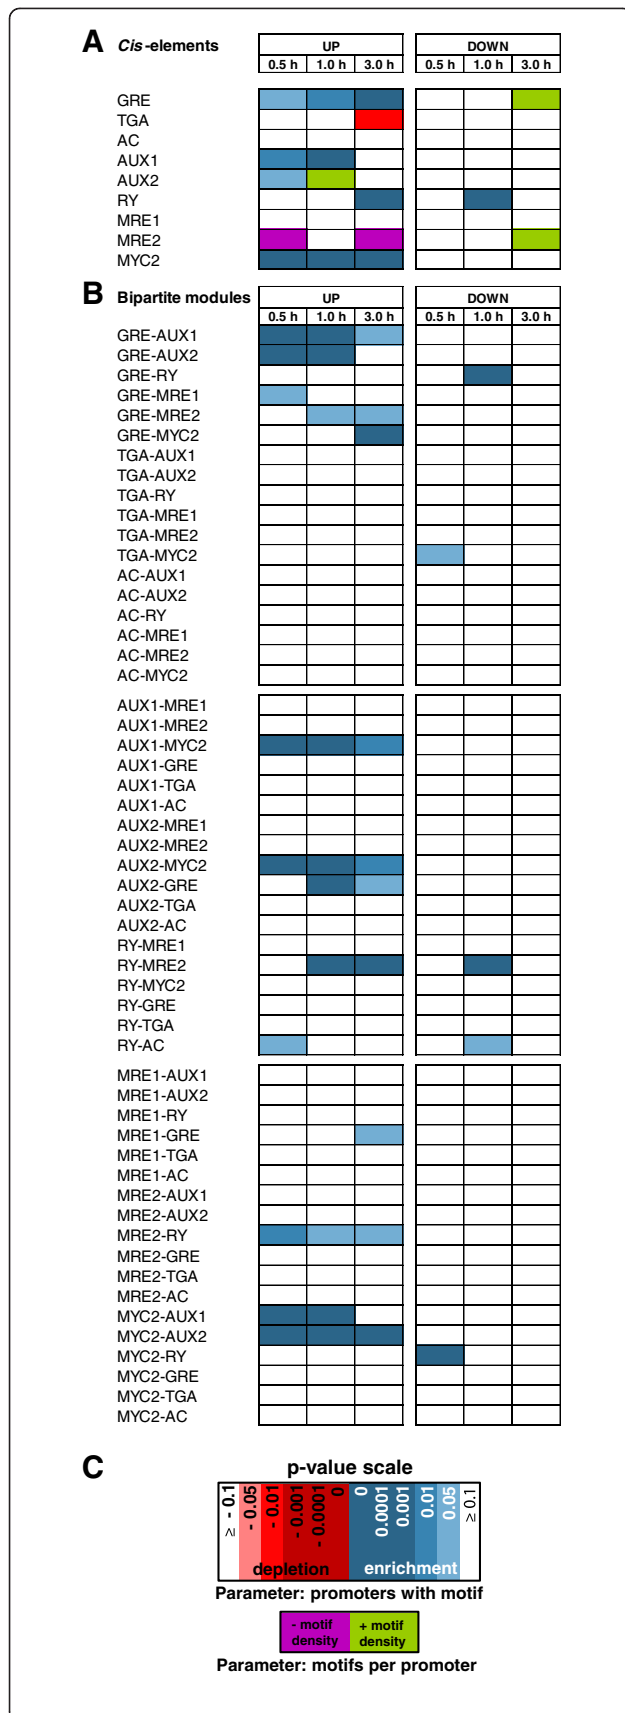 A Cis-elements UP DOWN
0.5 h 1.0 h 3.0 h 0.5 h 1.0 h 3.0 h
GRE
TGA
AC
AUX1
AUX2
RY
MRE1
MRE2
MYC2
B Bipartite modules UP DOWN
0.5 h 1.0 h 3.0 h 0.5 h 1.0 h 3.0 h
GRE-AUX1
GRE-AUX2
GRE-RY
GRE-MRE1
GRE-MRE2
GRE-MYC2
TGA-AUX1
TGA-AUX2
TGA-RY
TGA-MRE1
TGA-MRE2
TGA-MYC2
AC-AUX1
AC-AUX2
AC-RY
AC-MRE1
AC-MRE2
AC-MYC2
AUX1-MRE1
AUX1-MRE2
AUX1-MYC2
AUX1-GRE
AUX1-TGA
AUX1-AC
AUX2-MRE1
AUX2-MRE2
AUX2-MYC2
AUX2-GRE
AUX2-TGA
AUX2-AC
RY-MRE1
RY-MRE2
RY-MYC2
RY-GRE
RY-TGA
RY-AC
MRE1-AUX1
MRE1-AUX2
MRE1-RY
MRE1-GRE
MRE1-TGA
MRE1-AC
MRE2-AUX1
MRE2-AUX2
MRE2-RY
MRE2-GRE
MRE2-TGA
MRE2-AC
MYC2-AUX1
MYC2-AUX2
MYC2-RY
MYC2-GRE
MYC2-TGA
MYC2-AC
C p-value scale
≥ - 0.1 - 0.05 - 0.01 - 0.001 - 0.0001 0 0 0.0001 0.001 0.01 0.05 ≥ 0.1
depletion enrichment
Parameter: promoters with motif
- motif + motif
density density
Parameter: motifs per promoter